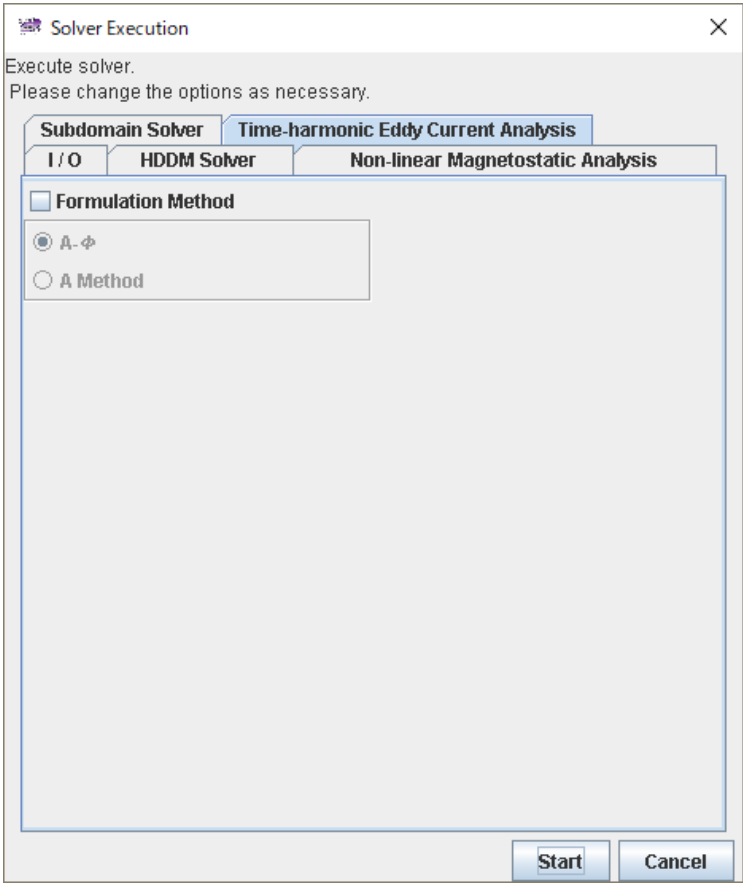 Solver Execution
Execute solver.
Please change the options as necessary.
Subdomain Solver Time-harmonic Eddy Current Analysis
I / O HDDM Solver Non-linear Magnetostatic Analysis
Formulation Method
A-Φ
A Method
Start Cancel